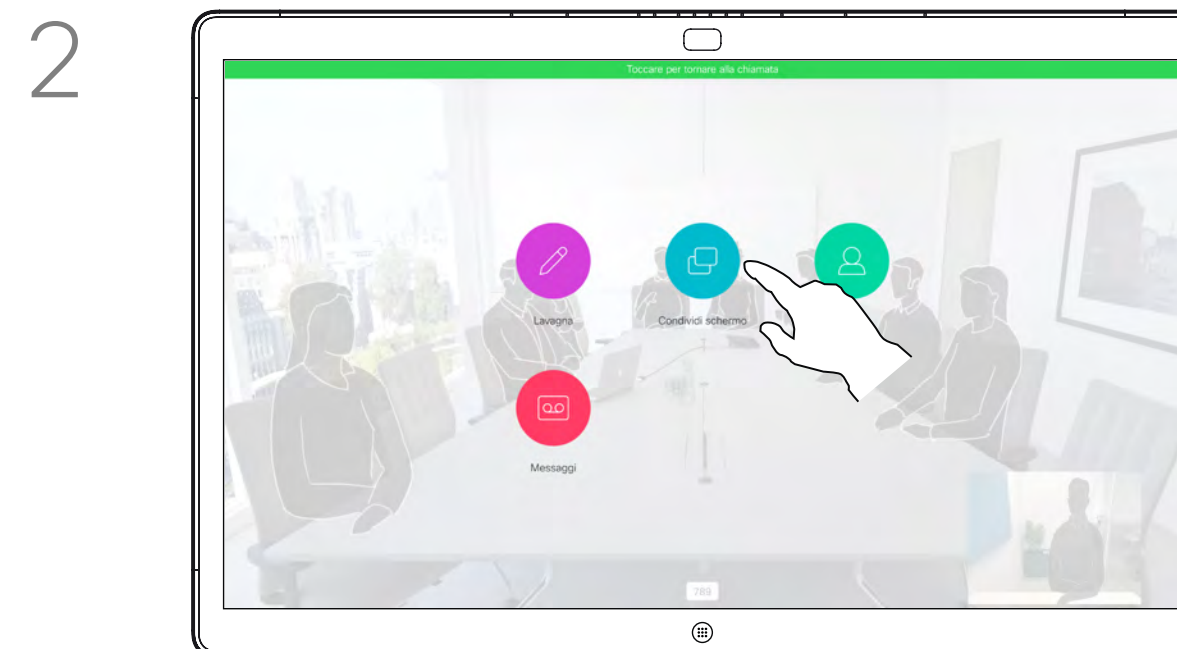 2
Toccare per tornare alla chiamata
Lavagna
Condividi schermo
Messaggi
789